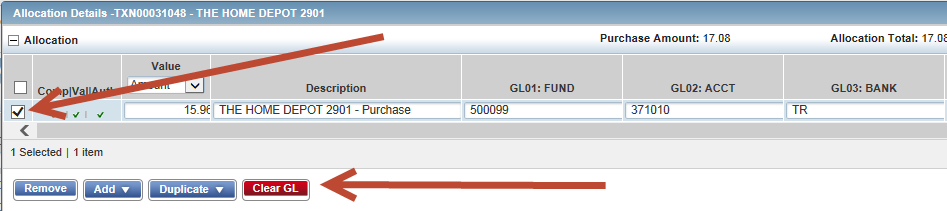 Allocation Details -TXN00031048 - THE HOME DEPOT 2901
Allocation Purchase Amount: 17.08 Allocation Total: 17.08
Value
Comp|Val|Auth Amount Description GL01: FUND GL02: ACCT GL03: BANK
15.96 THE HOME DEPOT 2901 - Purchase 500099 371010 TR
1 Selected | 1 item
Remove Add Duplicate Clear GL